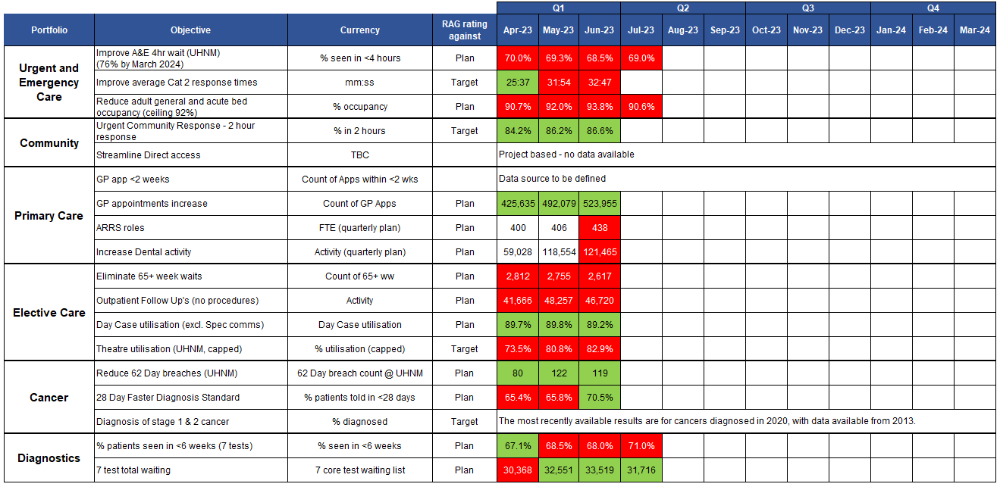 Q1 Q2 Q3 Q4
Portfolio Objective Currency RAG rating against Apr-23 May-23 Jun-23 Jul-23 Aug-23 Sep-23 Oct-23 Nov-23 Dec-23 Jan-24 Feb-24 Mar-24
Urgent and Emergency Care
Improve A&E 4hr wait (UHNM)
(76% by March 2024) % seen in <4 hours Plan 70.0% 69.3% 68.5% 69.0%
Improve average Cat 2 response times mm:ss Target 25:37 31:54 32:47
Reduce adult general and acute bed
occupancy (ceiling 92%) % occupancy Plan 90.7% 92.0% 93.8% 90.6%
Community
Urgent Community Response - 2 hour
response % in 2 hours Target 84.2% 86.2% 86.6%
Streamline Direct access TBC Project based - no data available
Primary Care
GP app <2 weeks Count of Apps within <2 wks Data source to be defined
GP appointments increase Count of GP Apps Plan 425,635 492,079 523,955
ARRS roles FTE (quarterly plan) Plan 400 406 438
Increase Dental activity Activity (quarterly plan) Plan 59,028 118,554 121,465
Elective Care
Eliminate 65+ week waits Count of 65+ ww Plan 2,812 2,755 2,617
Outpatient Follow Up's (no procedures) Activity Plan 41,666 48,257 46,720
Day Case utilisation (excl. Spec comms) Day Case utilisation Plan 89.7% 89.8% 89.2%
Theatre utilisation (UHNM, capped) % utilisation (capped) Target 73.5% 80.8% 82.9%
Cancer
Reduce 62 Day breaches (UHNM) 62 Day breach count @ UHNM Plan 80 122 119
28 Day Faster Diagnosis Standard % patients told in <28 days Plan 65.4% 65.8% 70.5%
Diagnosis of stage 1 & 2 cancer % diagnosed Target The most recently available results are for cancers diagnosed in 2020, with data available from 2013.
Diagnostics
% patients seen in <6 weeks (7 tests) % seen in <6 weeks Plan 67.1% 68.5% 68.0% 71.0%
7 test total waiting 7 core test waiting list Plan 30,368 32,551 33,519 31,716